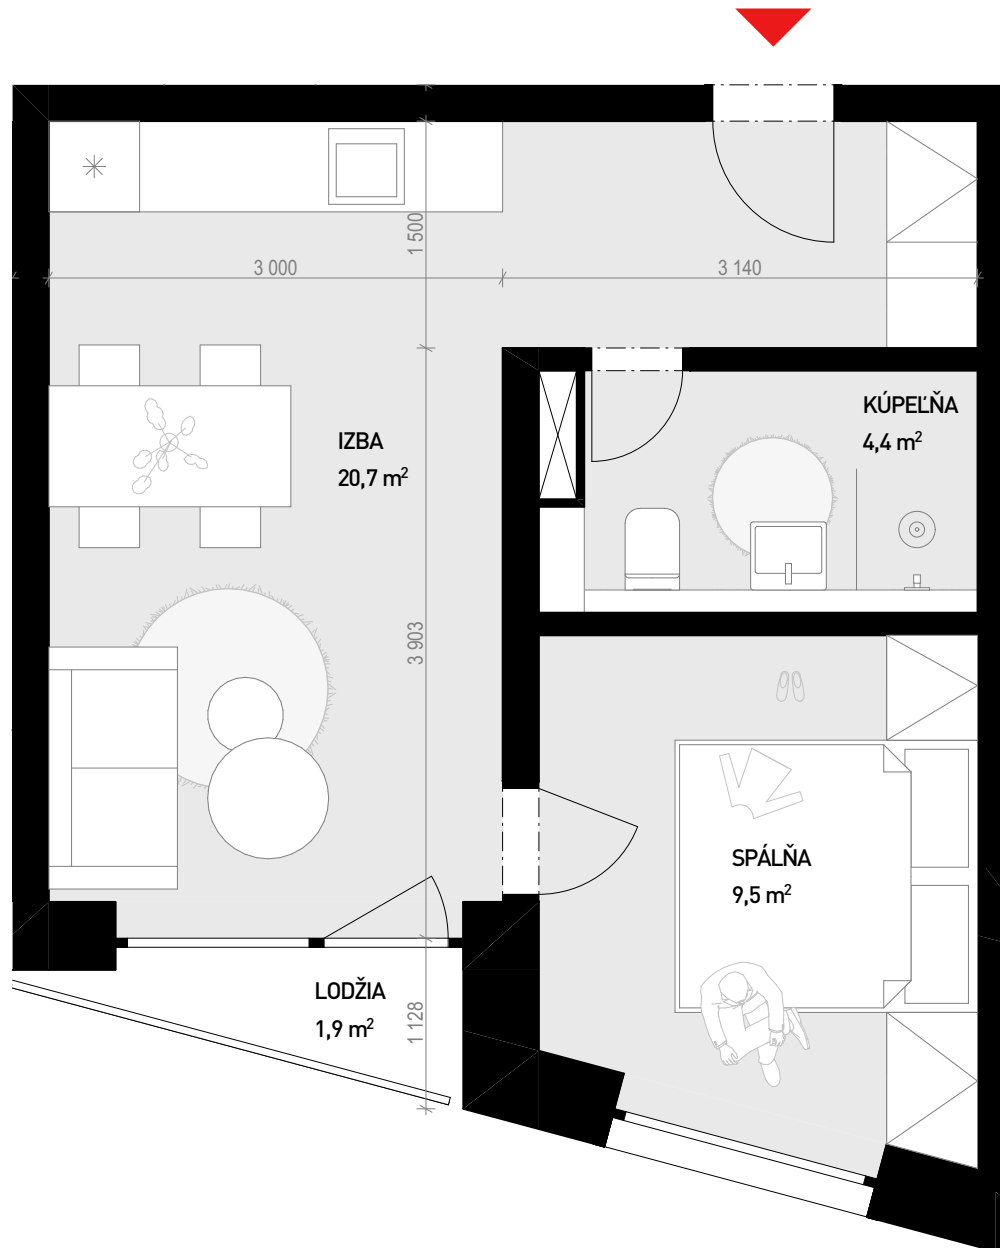 1 500
3 000
3 140
KÚPEĽŇA
4,4 m²
IZBA
20,7 m²
3 903
SPÁLŇA
9,5 m²
LODŽIA
1,9 m²
1 128